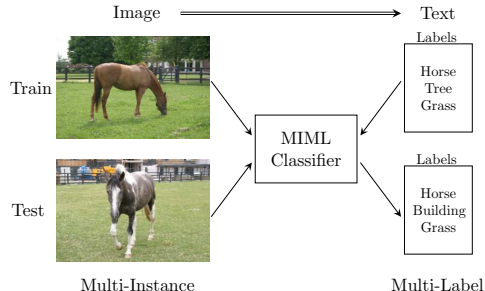 Image
Text
Train
Labels
Horse
Tree
Grass
MIML
Classifier
Test
Labels
Horse
Building
Grass
Multi-Instance
Multi-Label